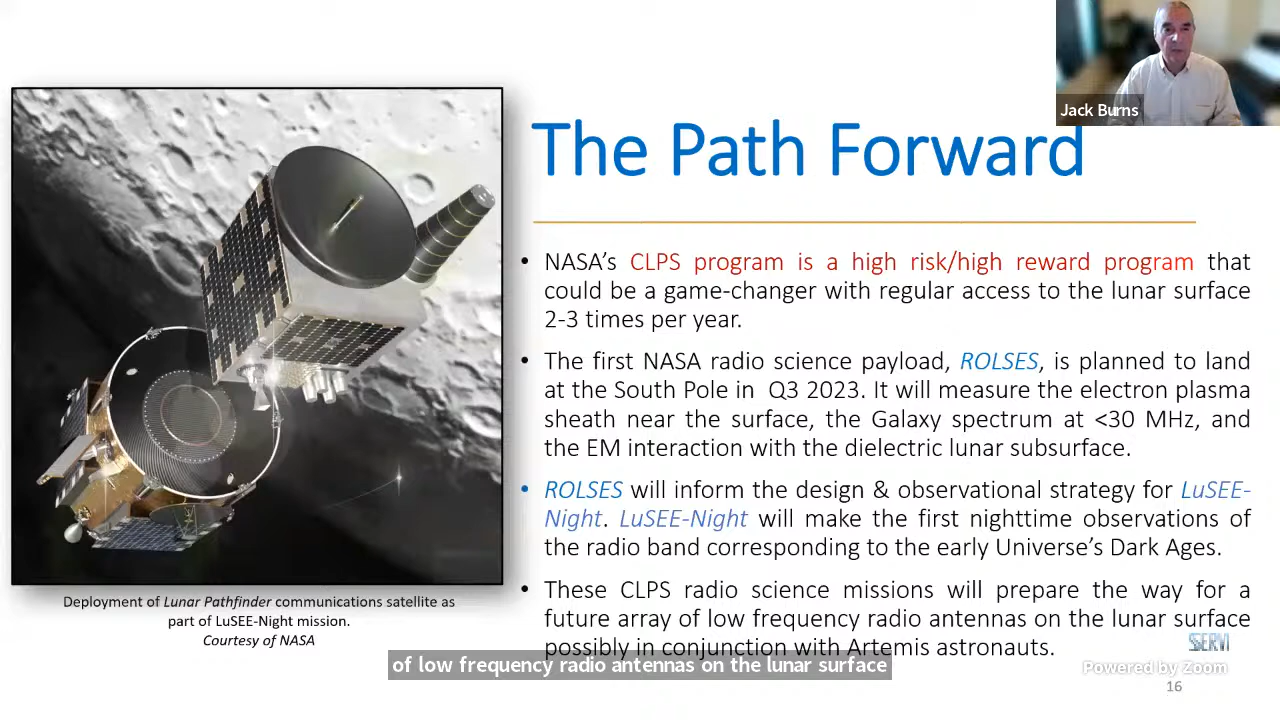 Jack Burns
The Path Forward
• NASA’s CLPS program is a high risk/high reward program that
could be a game-changer with regular access to the lunar surface
2-3 times per year.
• The first NASA radio science payload, ROLSES, is planned to land
at the South Pole in Q3 2023. It will measure the electron plasma
sheath near the surface, the Galaxy spectrum at <30 MHz, and
the EM interaction with the dielectric lunar subsurface.
• ROLSES will inform the design & observational strategy for LuSEE-
Night. LuSEE-Night will make the first nighttime observations of
the radio band corresponding to the early Universe’s Dark Ages.
• These CLPS radio science missions will prepare the way for a
future array of low frequency radio antennas on the lunar surface
possibly in conjunction with Artemis astronauts.
Deployment of Lunar Pathfinder communications satellite as
part of LuSEE-Night mission.
Courtesy of NASA
of low frequency radio antennas on the lunar surface
Powered by Zoom
16